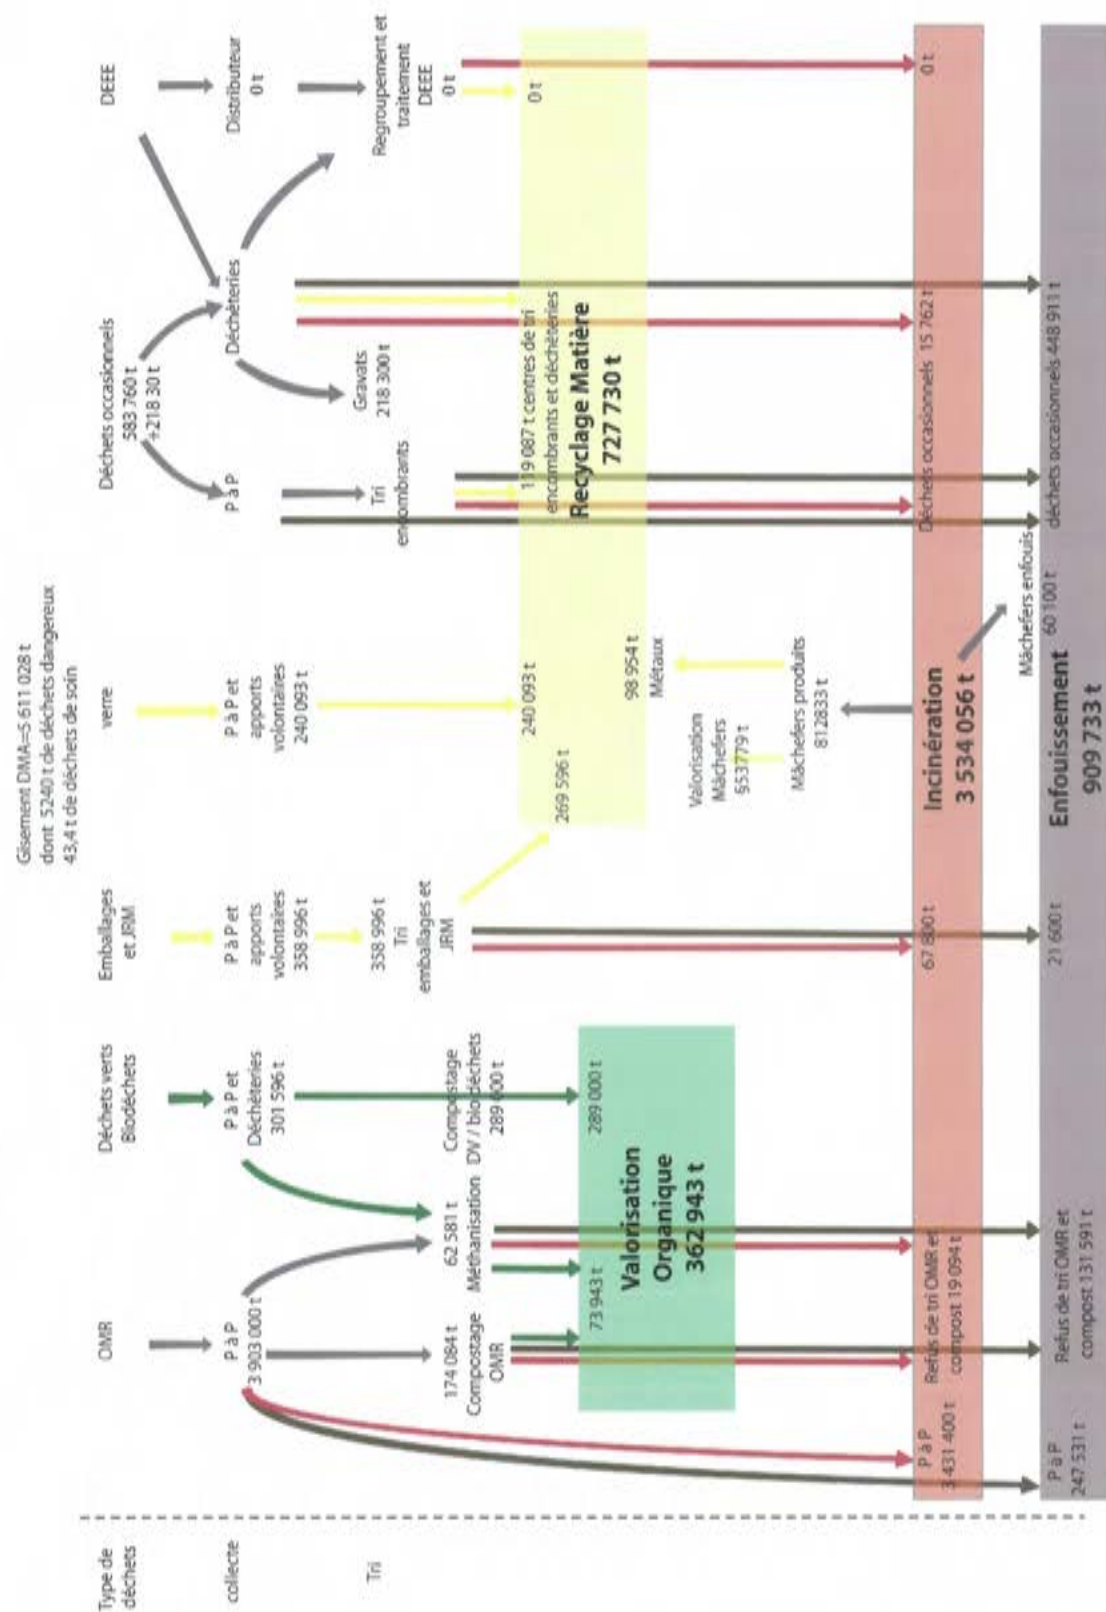 Gisement DMA=5 611 028 t
dont 5240 t de déchets dangereux
43,4 t de déchets de soin
Type de
déchets
OMR
Déchets verts
Biodéchets
Emballages
et JRM
verre
Déchets occasionnels
583 760 t
+218 30 t
DEEE
collecte
P à P
3 903 000 t
P à P et
Déchèteries
301 596 t
P à P et
apports
volontaires
358 996 t
P à P et
apports
volontaires
240 093 t
P à P
Déchèteries
Distributeur
0 t
Tri
174 084 t
Compostage
OMR
62 581 t
Méthanisation
Compostage
DV / biodéchets
289 000 t
358 996 t
Tri
emballages et
JRM
Tri
encombrants
Gravats
218 300 t
Regroupement et
traitement
DEEE
0 t
73 943 t
289 000 t
Valorisation
Organique
362 943 t
269 596 t
240 093 t
119 087 t centres de tri
encombrants et déchèteries
0 t
Recyclage Matière
727 730 t
98 954 t
Métaux
Valorisation
Mâchefers
553779 t
Mâchefers produits
812833 t
P à P
3 431 400 t
Refus de tri OMR et
compost 19 094 t
67 800 t
Incinération
3 534 056 t
Déchets occasionnels 15 762 t
0 t
Mâchefers enfouis
60 100 t
P à P
247 531 t
Refus de tri OMR et
compost 131 591 t
21 600 t
Enfouissement
909 733 t
déchets occasionnels 448 911 t